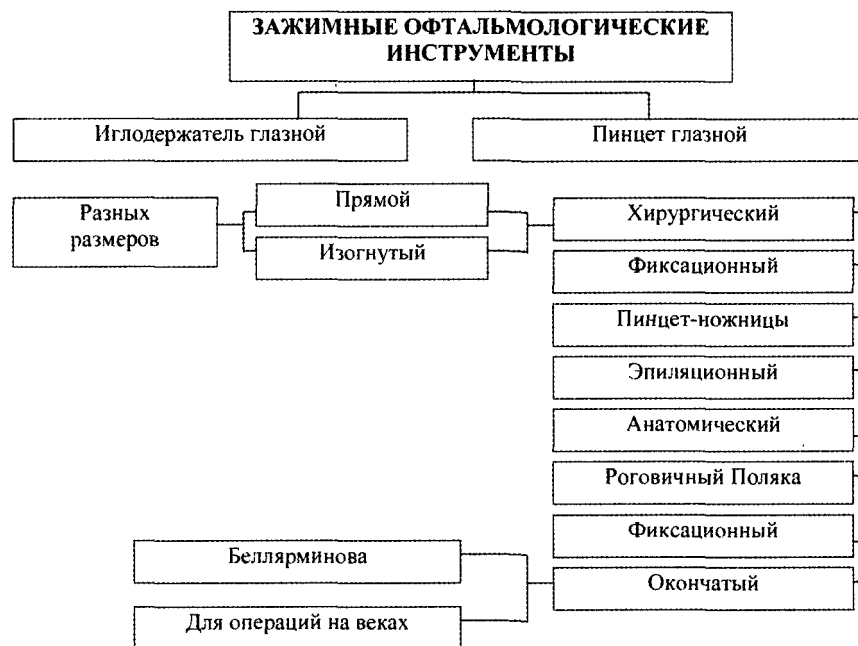 ЗАЖИМНЫЕ ОФТАЛЬМОЛОГИЧЕСКИЕ
ИНСТРУМЕНТЫ
Иглодержатель глазной
Пинцет глазной
Разных
размеров
Прямой
Изогнутый
Хирургический
Фиксационный
Пинцет-ножницы
Эпиляционный
Анатомический
Роговичный Поляка
Фиксационный
Беллярминова
Окончатый
Для операций на веках